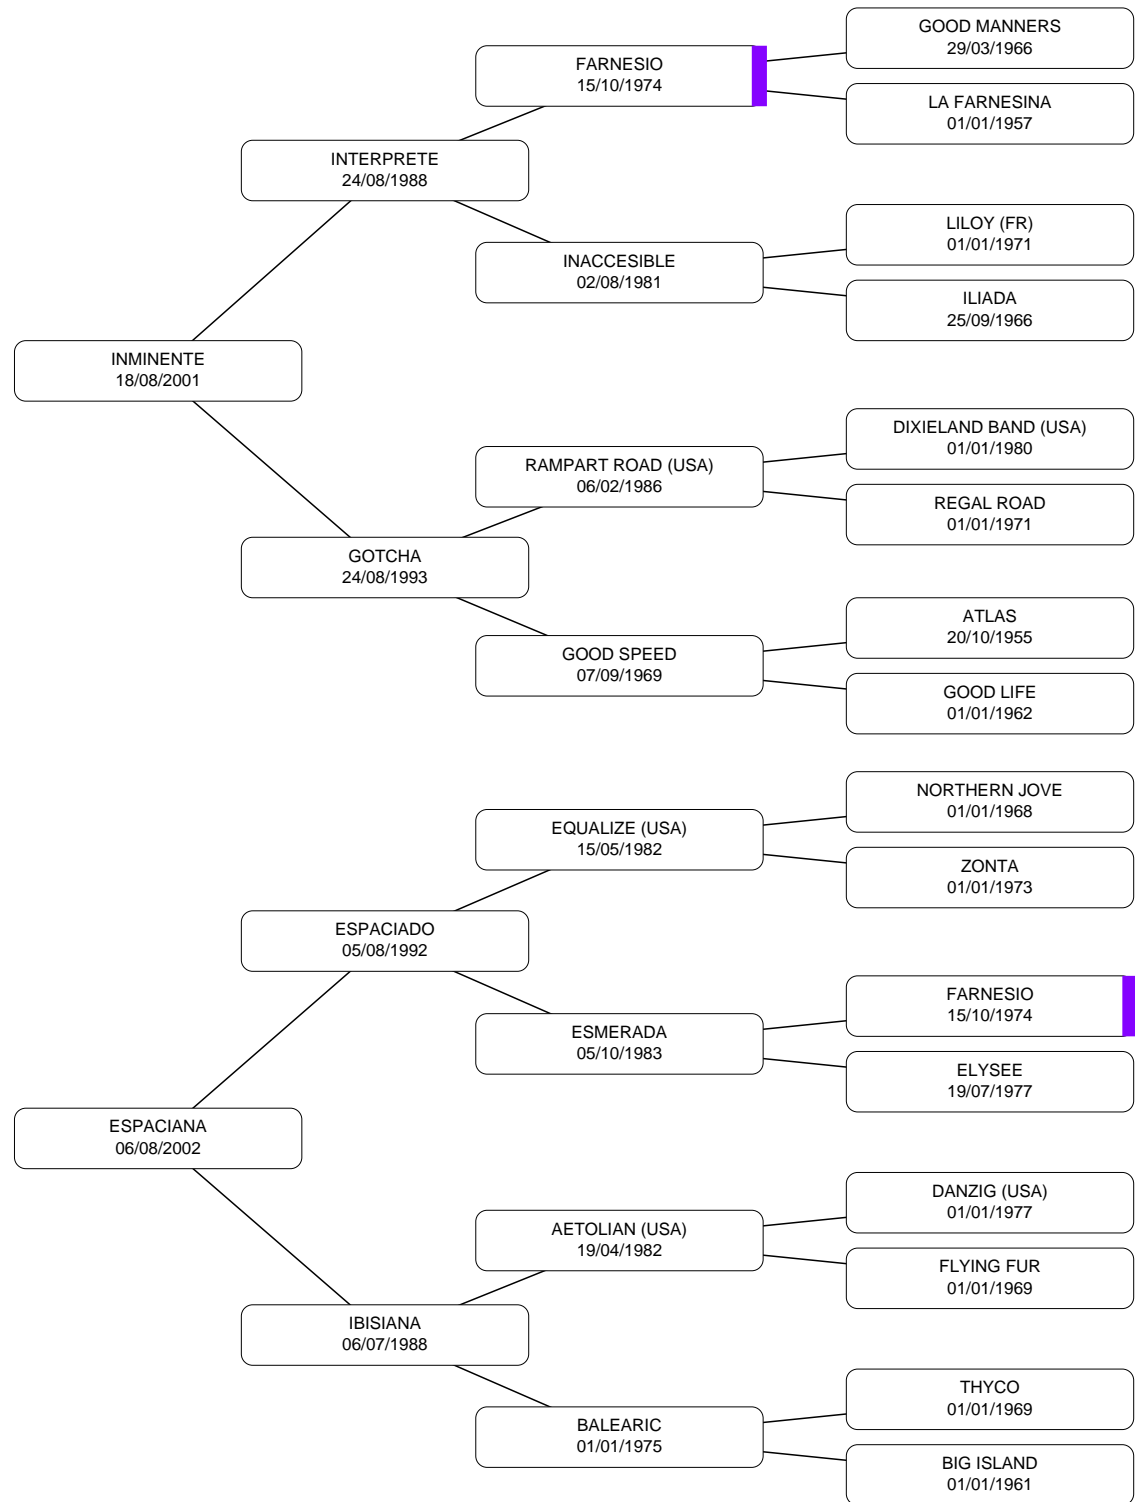 GOOD MANNERS
29/03/1966
FARNESIO
15/10/1974
LA FARNESINA
01/01/1957
INTERPRETE
24/08/1988
LILOY (FR)
01/01/1971
INACCESIBLE
02/08/1981
ILIADA
25/09/1966
INMINENTE
18/08/2001
DIXIELAND BAND (USA)
01/01/1980
RAMPART ROAD (USA)
06/02/1986
REGAL ROAD
01/01/1971
GOTCHA
24/08/1993
ATLAS
20/10/1955
GOOD SPEED
07/09/1969
GOOD LIFE
01/01/1962
NORTHERN JOVE
01/01/1968
EQUALIZE (USA)
15/05/1982
ZONTA
01/01/1973
ESPACIADO
05/08/1992
FARNESIO
15/10/1974
ESMERADA
05/10/1983
ELYSEE
19/07/1977
ESPACIANA
06/08/2002
DANZIG (USA)
01/01/1977
AETOLIAN (USA)
19/04/1982
FLYING FUR
01/01/1969
IBISIANA
06/07/1988
THYCO
01/01/1969
BALEARIC
01/01/1975
BIG ISLAND
01/01/1961